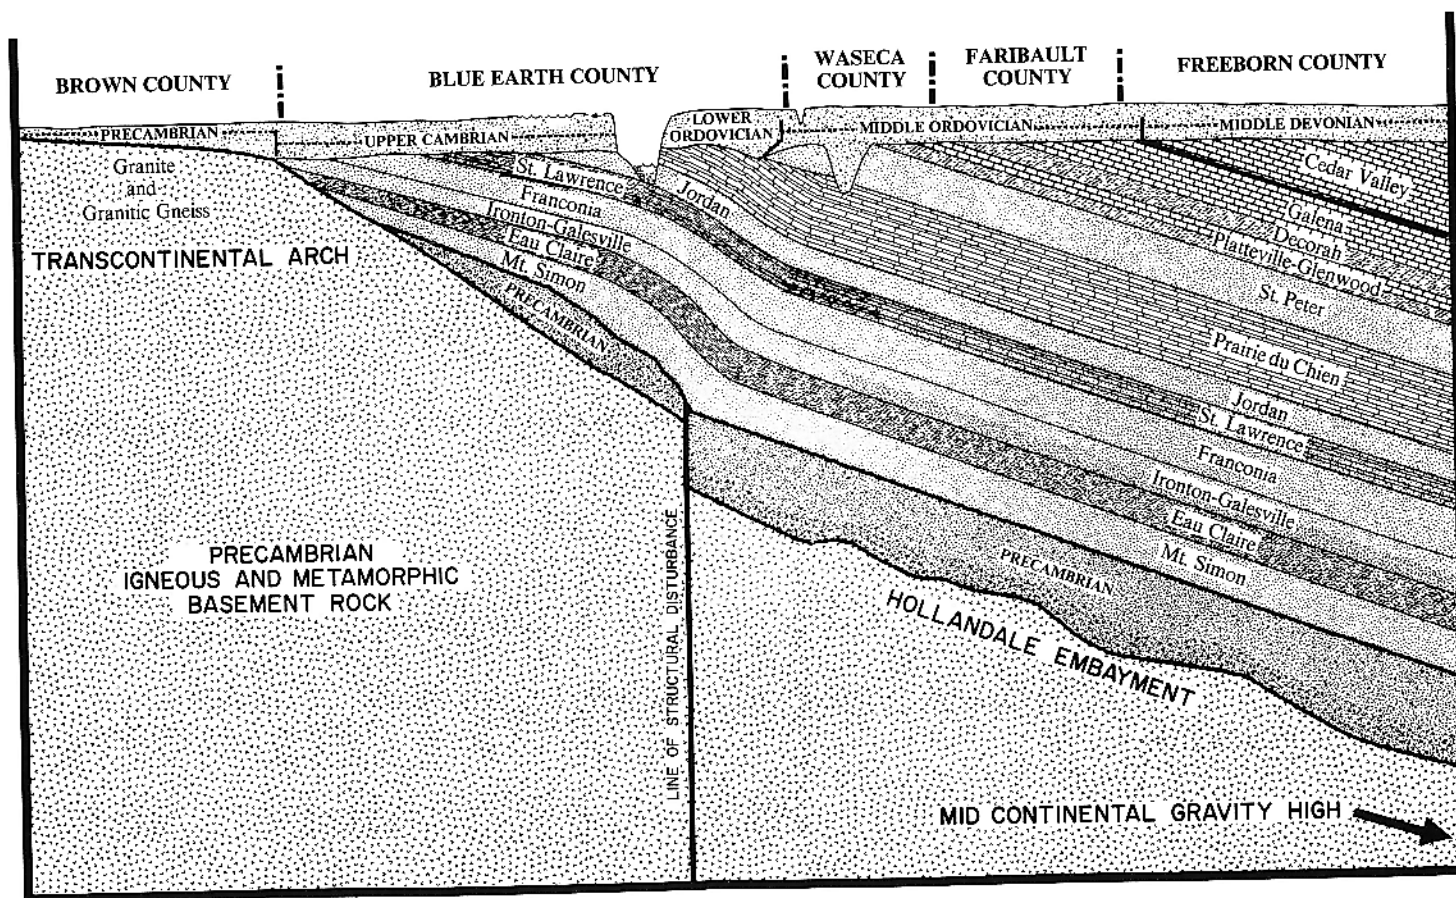 BROWN COUNTY
BLUE EARTH COUNTY
WASECA
COUNTY
FARIBAULT
COUNTY
FREEBORN COUNTY
PRECAMBRIAN
UPPER CAMBRIAN
LOWER
ORDOVICIAN
MIDDLE ORDOVICIAN
MIDDLE DEVONIAN
Granite
and
Granitic Gneiss
TRANSCONTINENTAL ARCH
St. Lawrence
Franconia
Ironton-Galesville
Eau Claire
Mt. Simon
PRECAMBRIAN
Jordan
Cedar Valley
Galena
Decorah
Platteville-Glenwood
St. Peter
Prairie du Chien
Jordan
St. Lawrence
Franconia
Ironton-Galesville
Eau Claire
Mt. Simon
PRECAMBRIAN
HOLLANDALE EMBAYMENT
PRECAMBRIAN
IGNEOUS AND METAMORPHIC
BASEMENT ROCK
LINE OF STRUCTURAL DISTURBANCE
MID CONTINENTAL GRAVITY HIGH